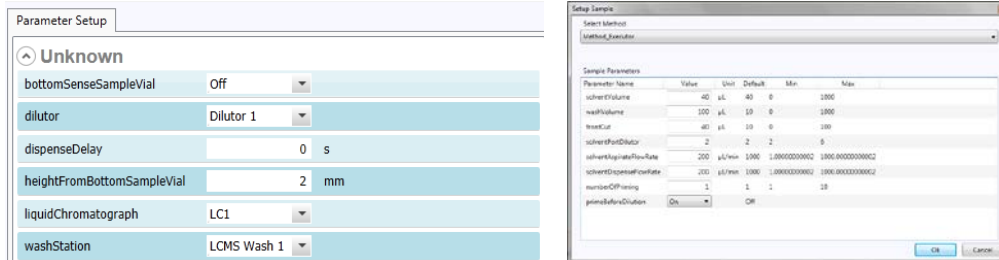 Parameter Setup
Unknown
bottomSenseSampleVial Off
dilutor Dilutor 1
dispenseDelay 0 s
heightFromBottomSampleVial 2 mm
liquidChromatograph LC1
washStation LCMS Wash 1
Setup Sample
Select Method
Method_Executor
Sample Parameters
Parameter Name Value Unit Default Min Max
solventVolume 40 µL 40 0 1000
washVolume 100 µL 10 0 1000
frontCut 40 µL 10 0 100
solventPortDilutor 2 2 2
solventAspirateFlowRate 200 µL/min 1000 1.00000000002 1000.00000000002
solventDispenseFlowRate 200 µL/min 1000 1.00000000002 1000.00000000002
numberOfPriming 1 1 1 10
primeBeforeDilution On Off
Ok Cancel